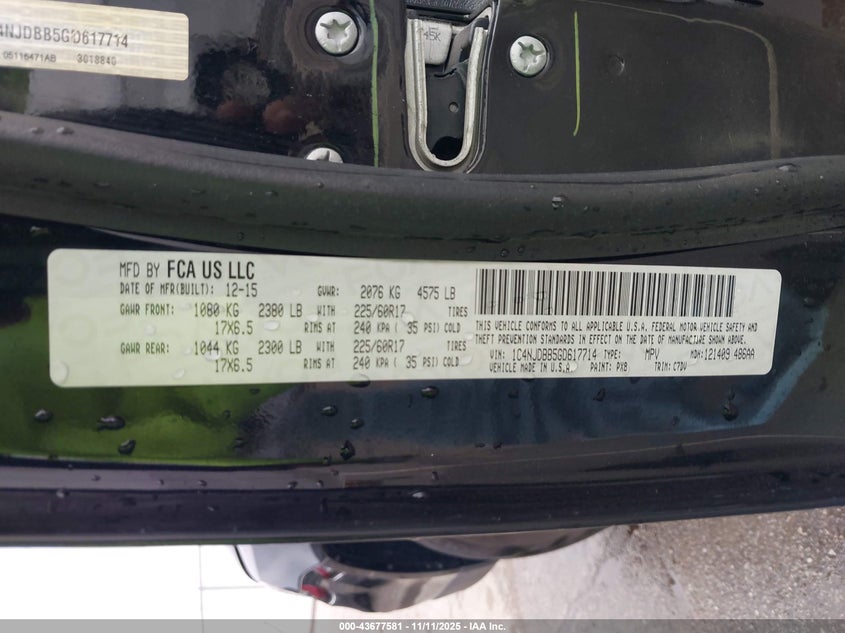 4NJDBB5GD617714
05116471AB 3018840
45K
MFD BY FCA US LLC
DATE OF MFR(BUILT): 12-15 GVWR: 2076 KG 4575 LB
GAWR FRONT: 1080 KG 2380 LB WITH 225/60R17 TIRES
17X6.5 RIMS AT 240 KPA ( 35 PSI) COLD
GAWR REAR: 1044 KG 2300 LB WITH 225/60R17 TIRES
17X6.5 RIMS AT 240 KPA ( 35 PSI) COLD
THIS VEHICLE CONFORMS TO ALL APPLICABLE U.S.A. FEDERAL MOTOR VEHICLE SAFETY AND
THEFT PREVENTION STANDARDS IN EFFECT ON THE DATE OF MANUFACTURE SHOWN ABOVE.
VIN: 1C4NJDBB5GD617714 TYPE: MPV MDH: 121409 486AA
VEHICLE MADE IN U.S.A. PAINT: PX8 TRIM: C7DV
000-43677581 - 11/11/2025 - IAA Inc.